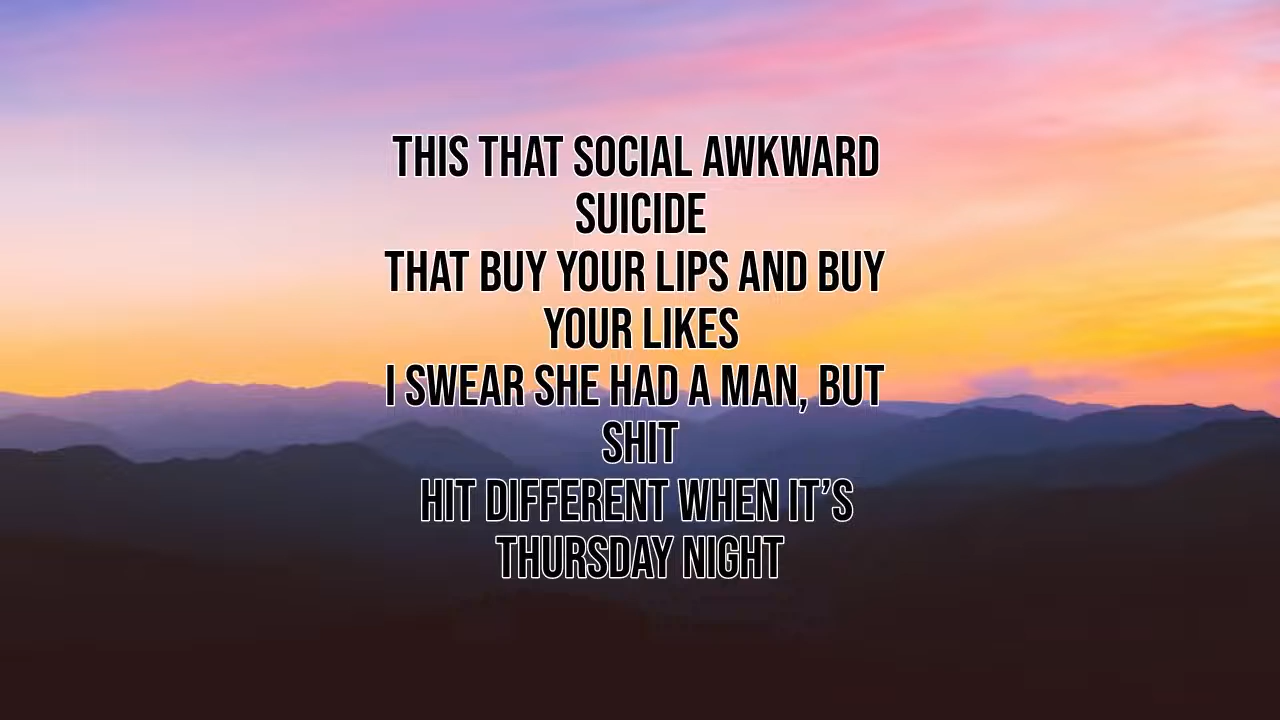 THIS THAT SOCIAL AWKWARD
SUICIDE
THAT BUY YOUR LIPS AND BUY
YOUR LIKES
I SWEAR SHE HAD A MAN, BUT
SHIT
HIT DIFFERENT WHEN IT’S
THURSDAY NIGHT